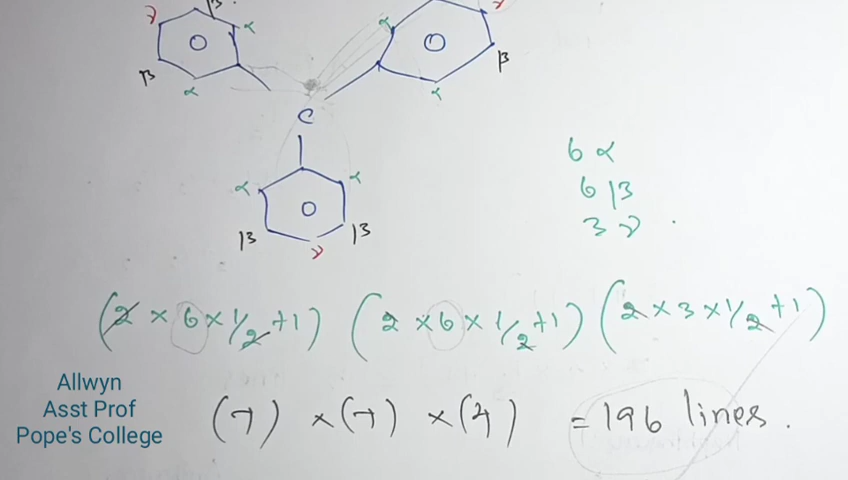 γ β α α γ
β β
α α
C
6 α
α α
6 β
β β
3 γ .
γ
(2 × 6 × 1/2 +1) (2 × 6 × 1/2 +1) (2 × 3 × 1/2 +1)
Allwyn
Asst Prof
Pope's College
(7) × (7) × (4) = 196 lines.